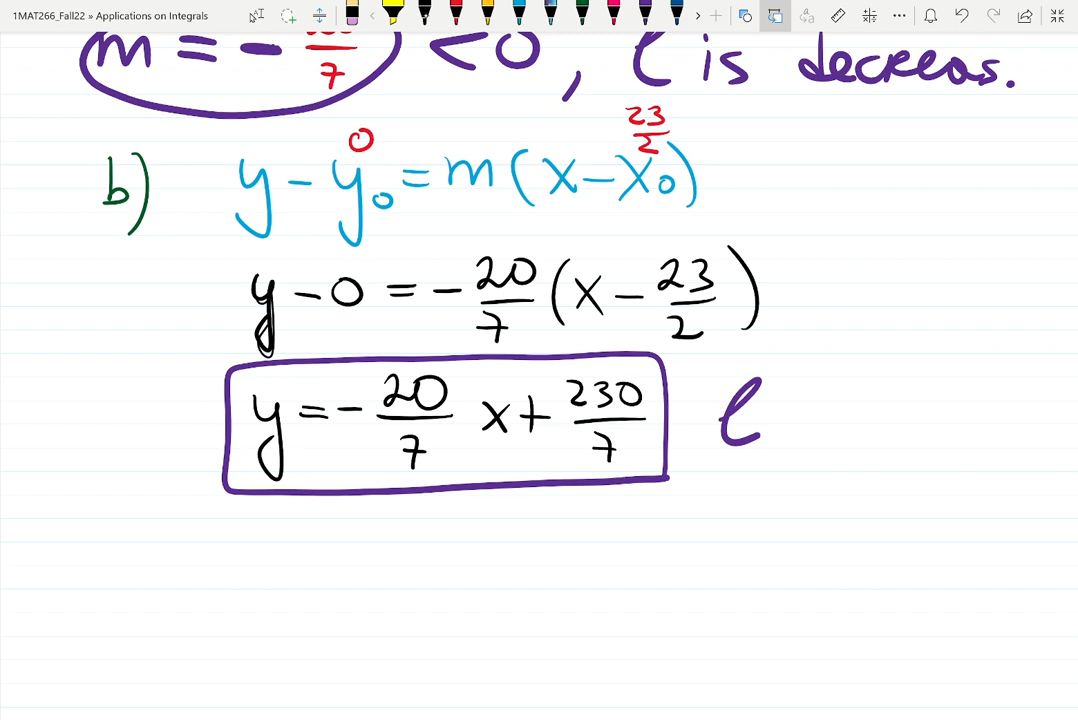 1MAT266_Fall22 » Applications on Integrals
m = - /7 < 0 , l is decreas.
0 23/2
b) y - y₀ = m (x - x₀)
y - 0 = - 20/7 (x - 23/2)
y = - 20/7 x + 230/7 l